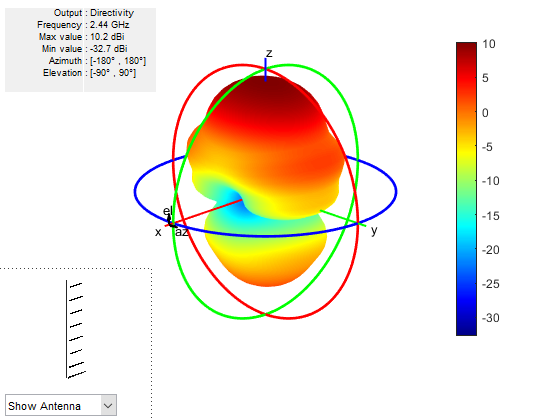 Output : Directivity
Frequency : 2.44 GHz
Max value : 10.2 dBi
Min value : -32.7 dBi
Azimuth : [-180° , 180°]
Elevation : [-90° , 90°]
z
el
az
x
y
10
5
0
-5
-10
-15
-20
-25
-30
Show Antenna